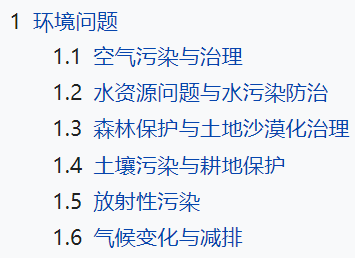 1 环境问题
1.1 空气污染与治理
1.2 水资源问题与水污染防治
1.3 森林保护与土地沙漠化治理
1.4 土壤污染与耕地保护
1.5 放射性污染
1.6 气候变化与减排